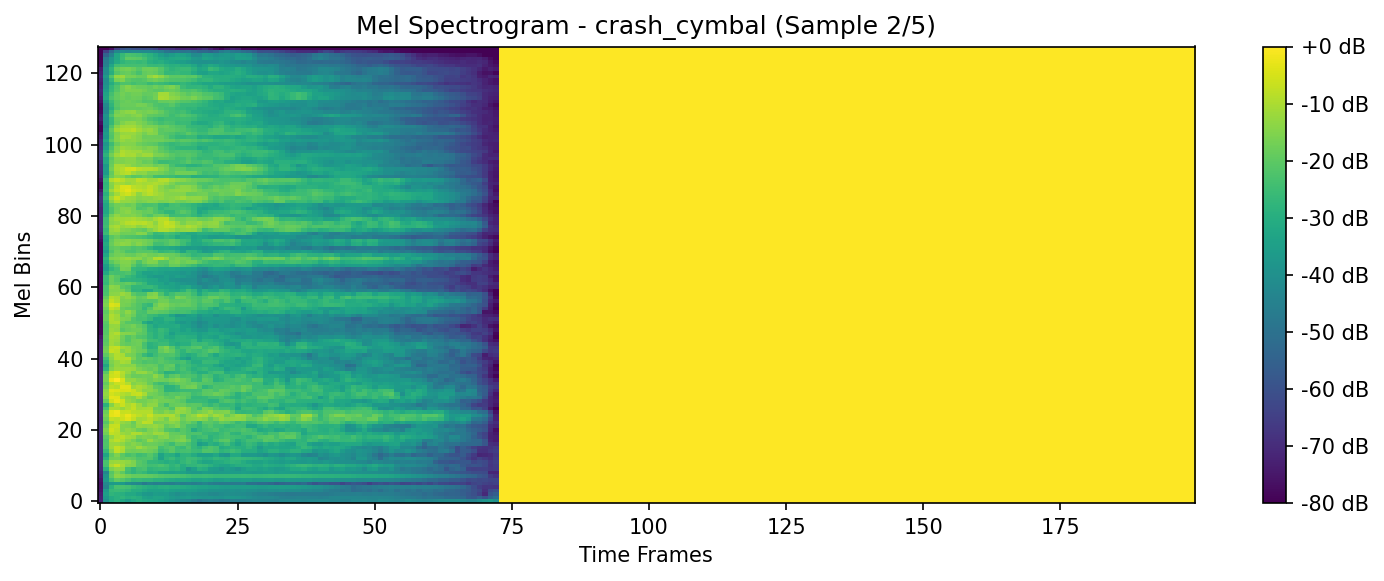 Mel Spectrogram - crash_cymbal (Sample 2/5)
Mel Bins
120
100
80
60
40
20
0
0 25 50 75 100 125 150 175
Time Frames
+0 dB
-10 dB
-20 dB
-30 dB
-40 dB
-50 dB
-60 dB
-70 dB
-80 dB